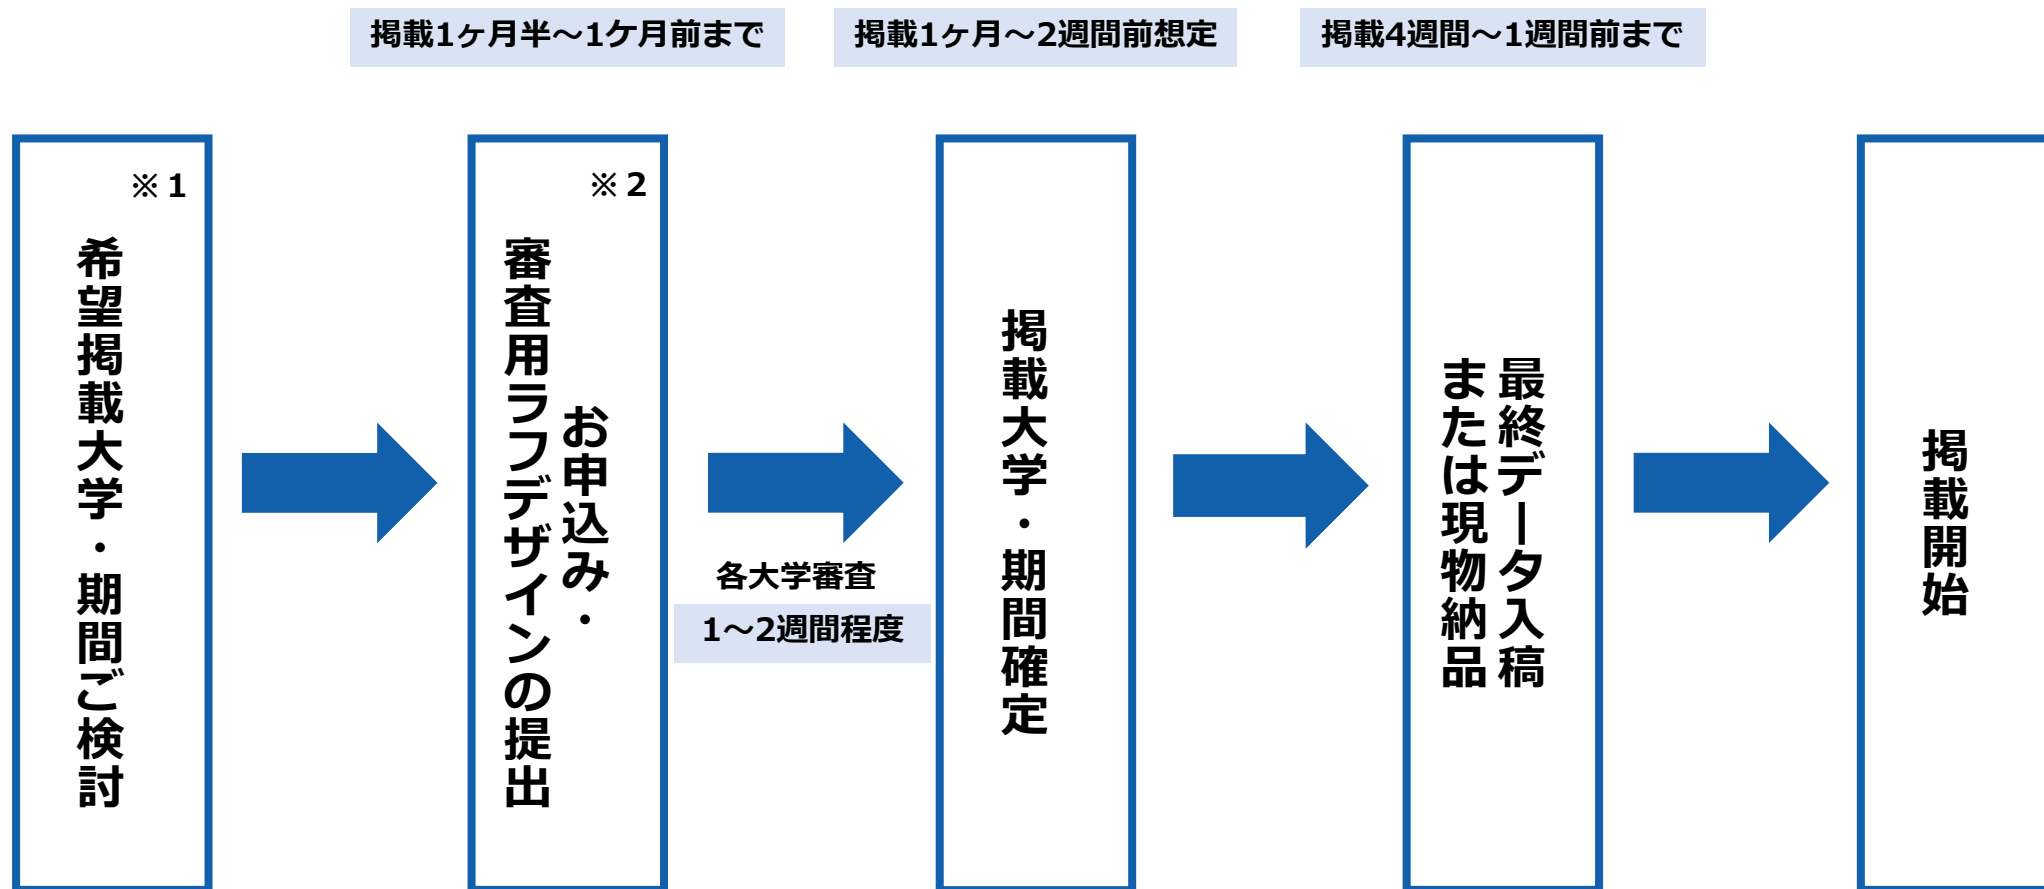 掲載1ヶ月半～1ケ月前まで
掲載1ヶ月～2週間前想定
掲載4週間～1週間前まで
※1
希望掲載大学・期間ご検討
※2
お申込み・
審査用ラフデザインの提出
各大学審査
1～2週間程度
掲載大学・期間確定
最終データ入稿
または現物納品
掲載開始